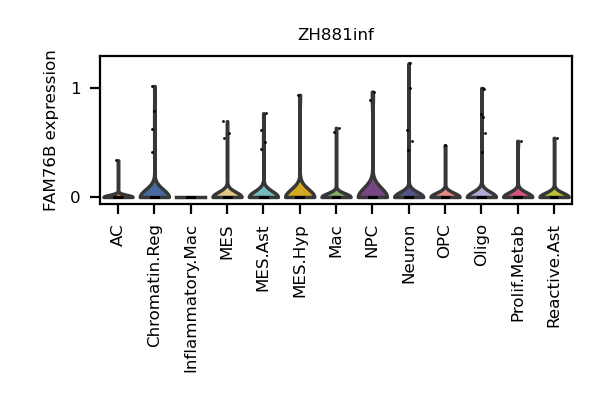 ZH881inf
FAM76B expression
1
0
AC
Chromatin.Reg
Inflammatory.Mac
MES
MES.Ast
MES.Hyp
Mac
NPC
Neuron
OPC
Oligo
Prolif.Metab
Reactive.Ast